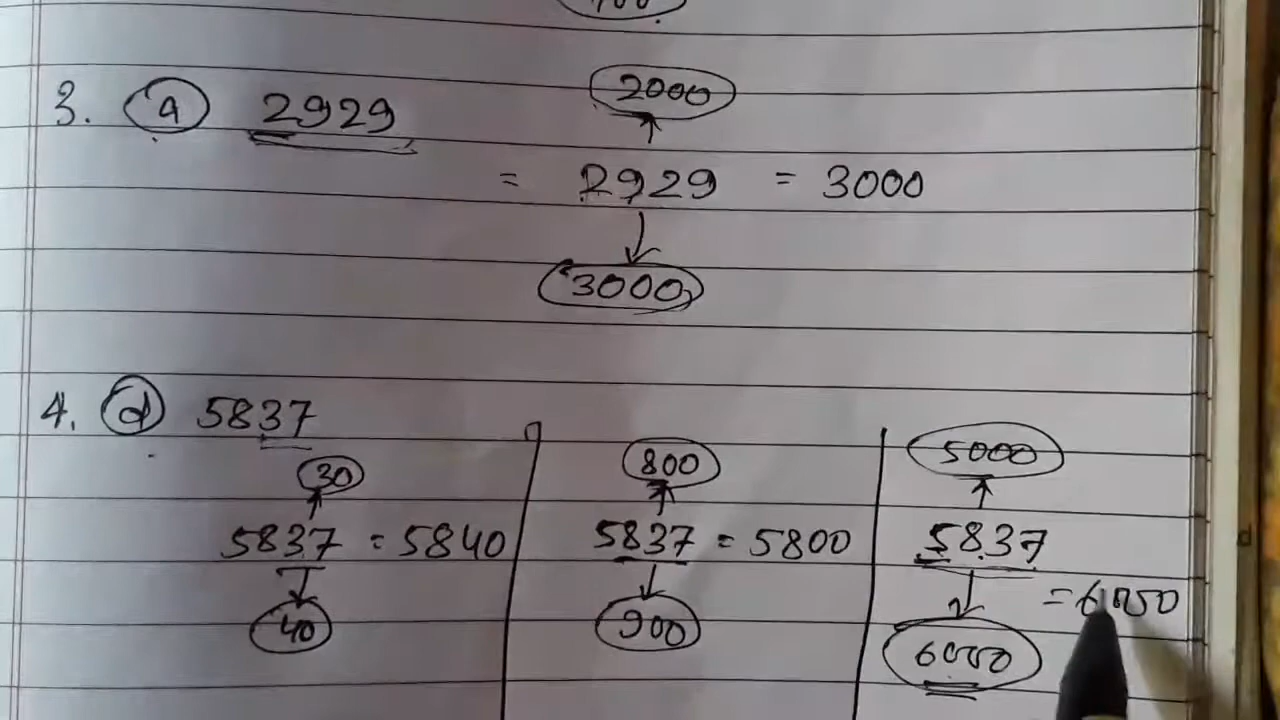 2000
3. a 2929
= 2929 = 3000
3000
4. d 5837
30 800 5000
5837 = 5840 5837 = 5800 5837
40 900 6000